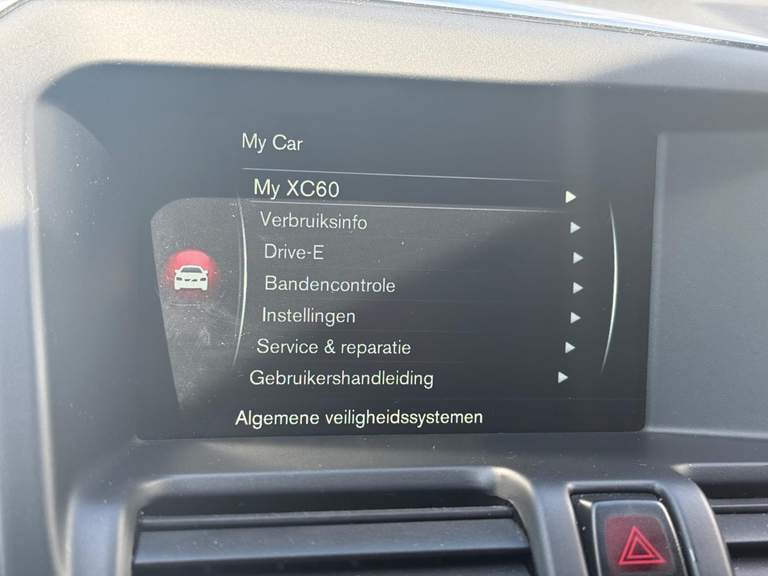 My Car
My XC60
Verbruiksinfo
Drive-E
Bandencontrole
Instellingen
Service & reparatie
Gebruikershandleiding
Algemene veiligheidssystemen